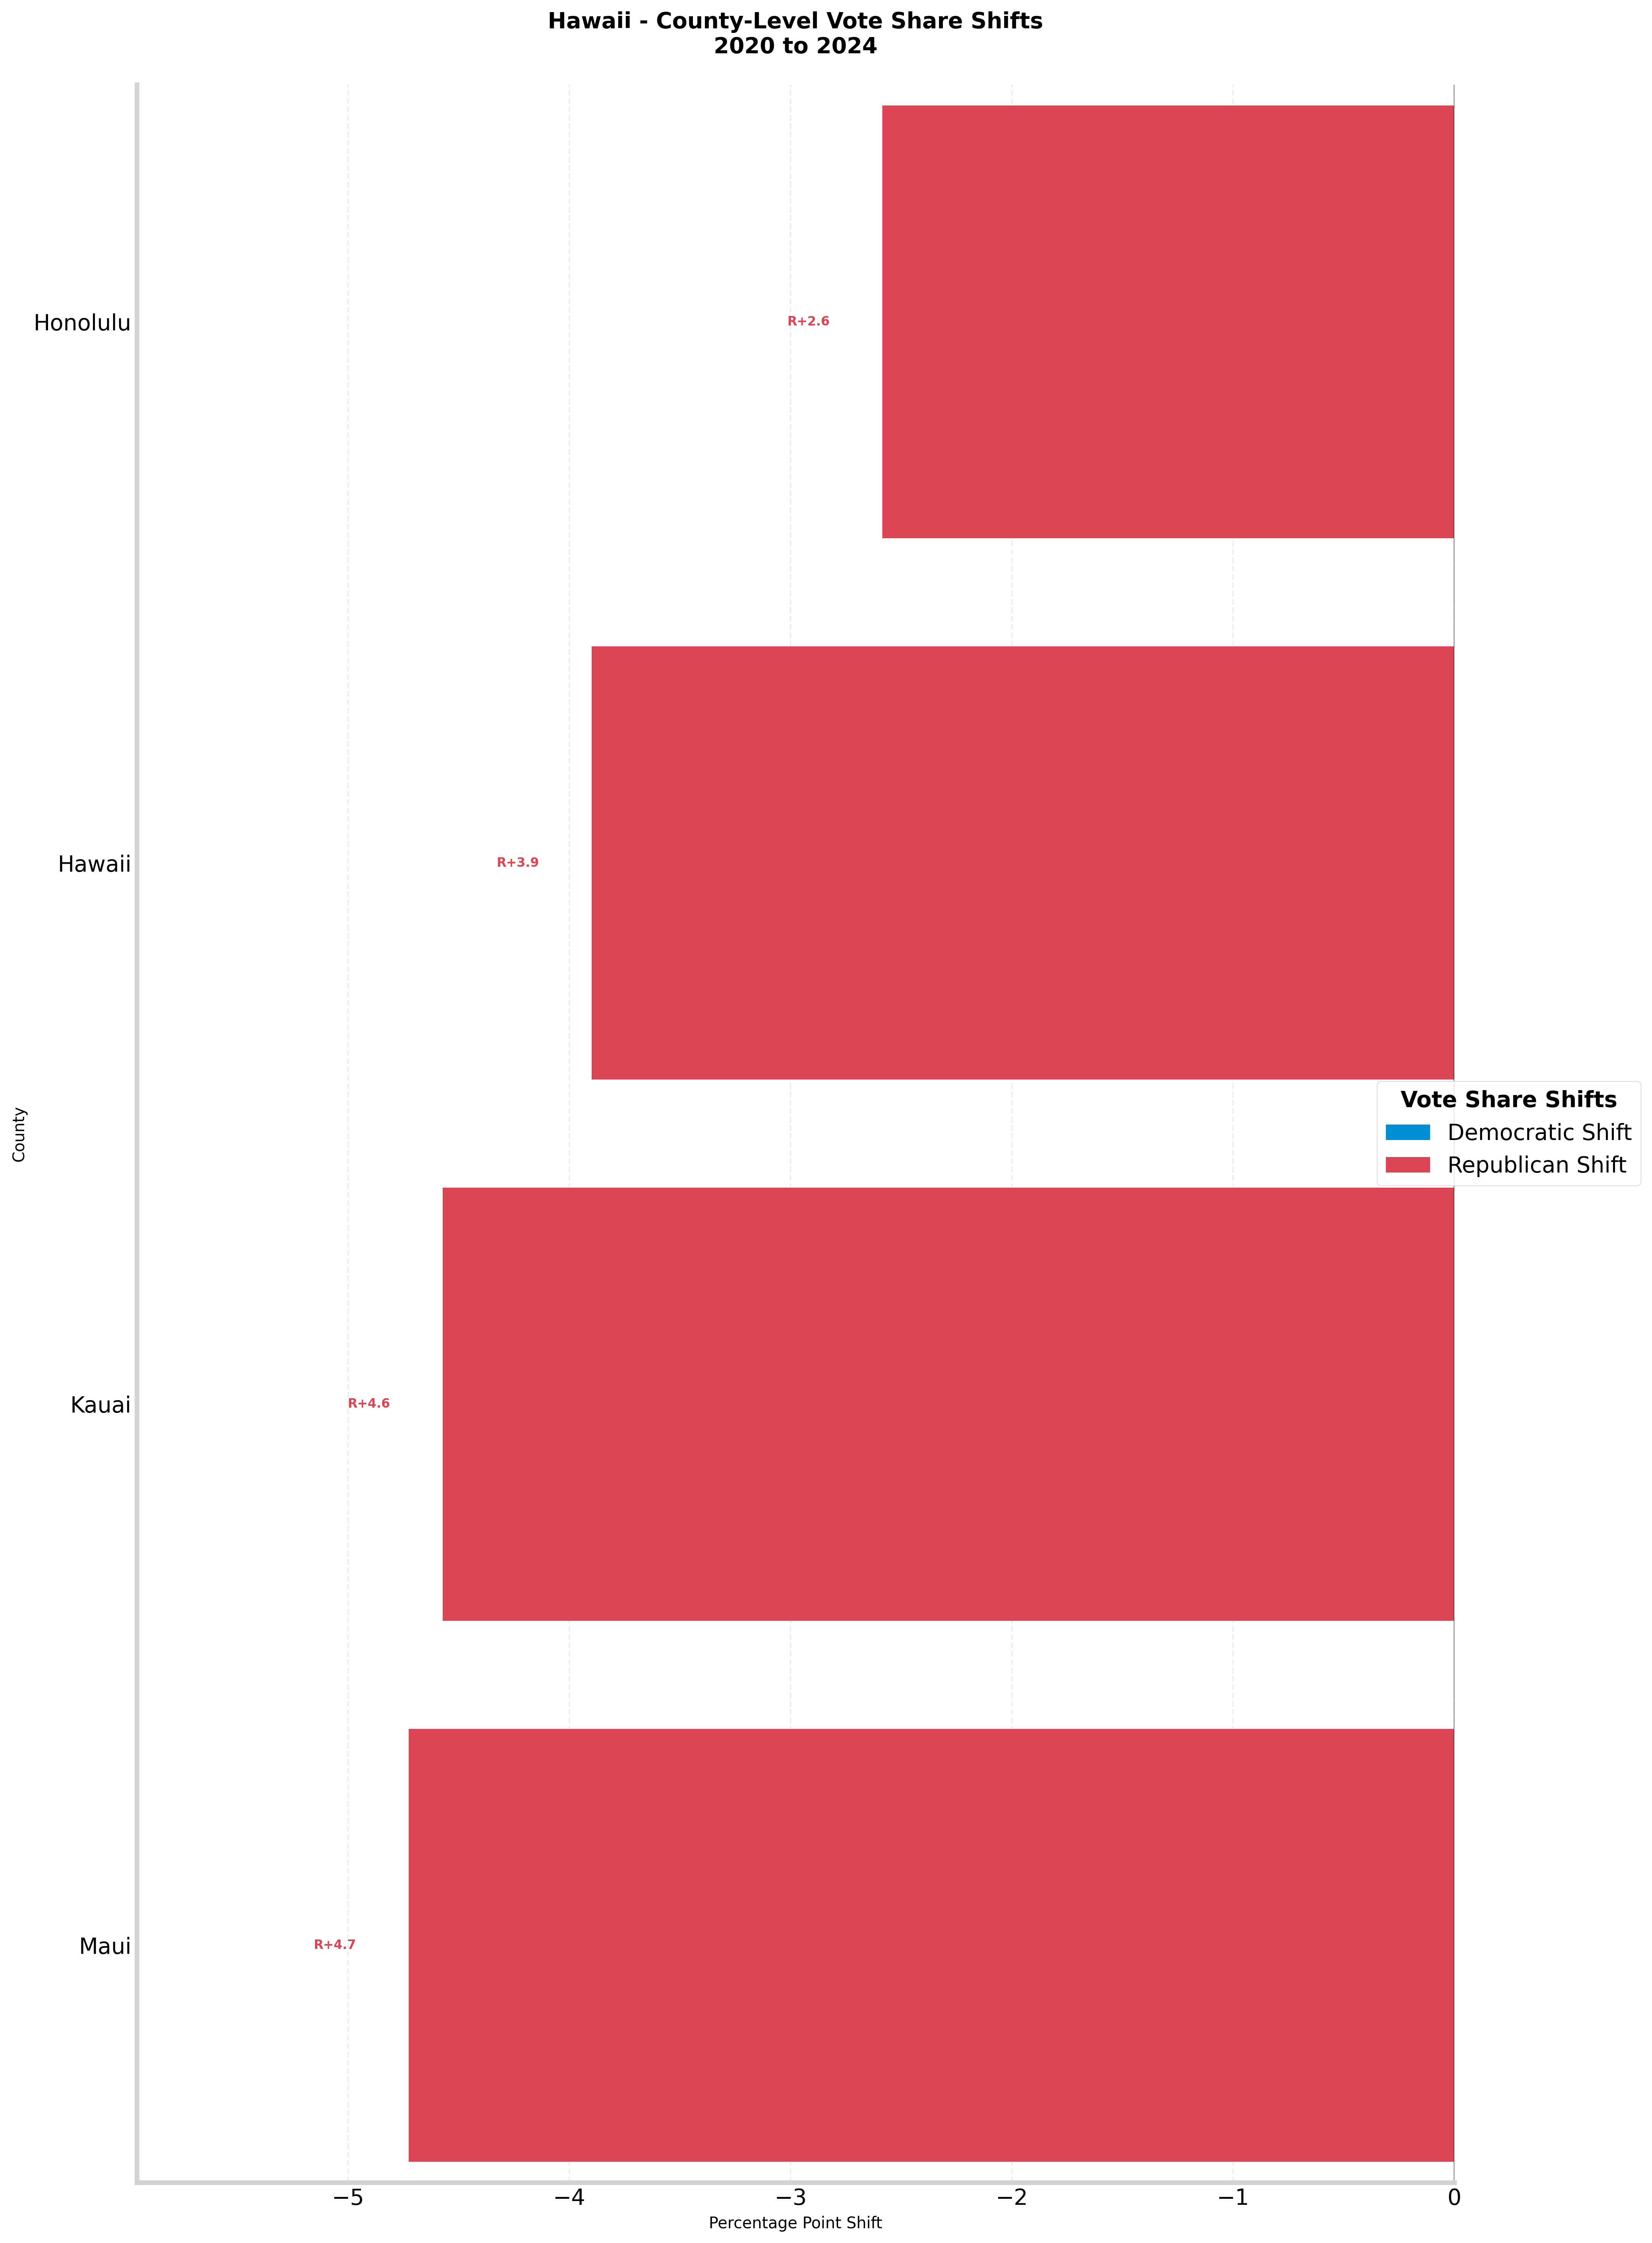 Hawaii - County-Level Vote Share Shifts
2020 to 2024
Honolulu
R+2.6
Hawaii
R+3.9
County
Vote Share Shifts
Democratic Shift
Republican Shift
Kauai
R+4.6
Maui
R+4.7
−5
−4
−3
−2
−1
0
Percentage Point Shift